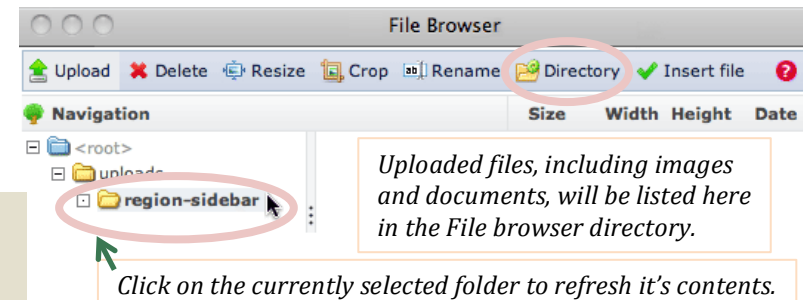 File Browser
Upload Delete Resize Crop Rename Directory Insert file ?
Navigation Size Width Height Date
<root>
uploads
region-sidebar
Uploaded files, including images
and documents, will be listed here
in the File browser directory.
Click on the currently selected folder to refresh it’s contents.